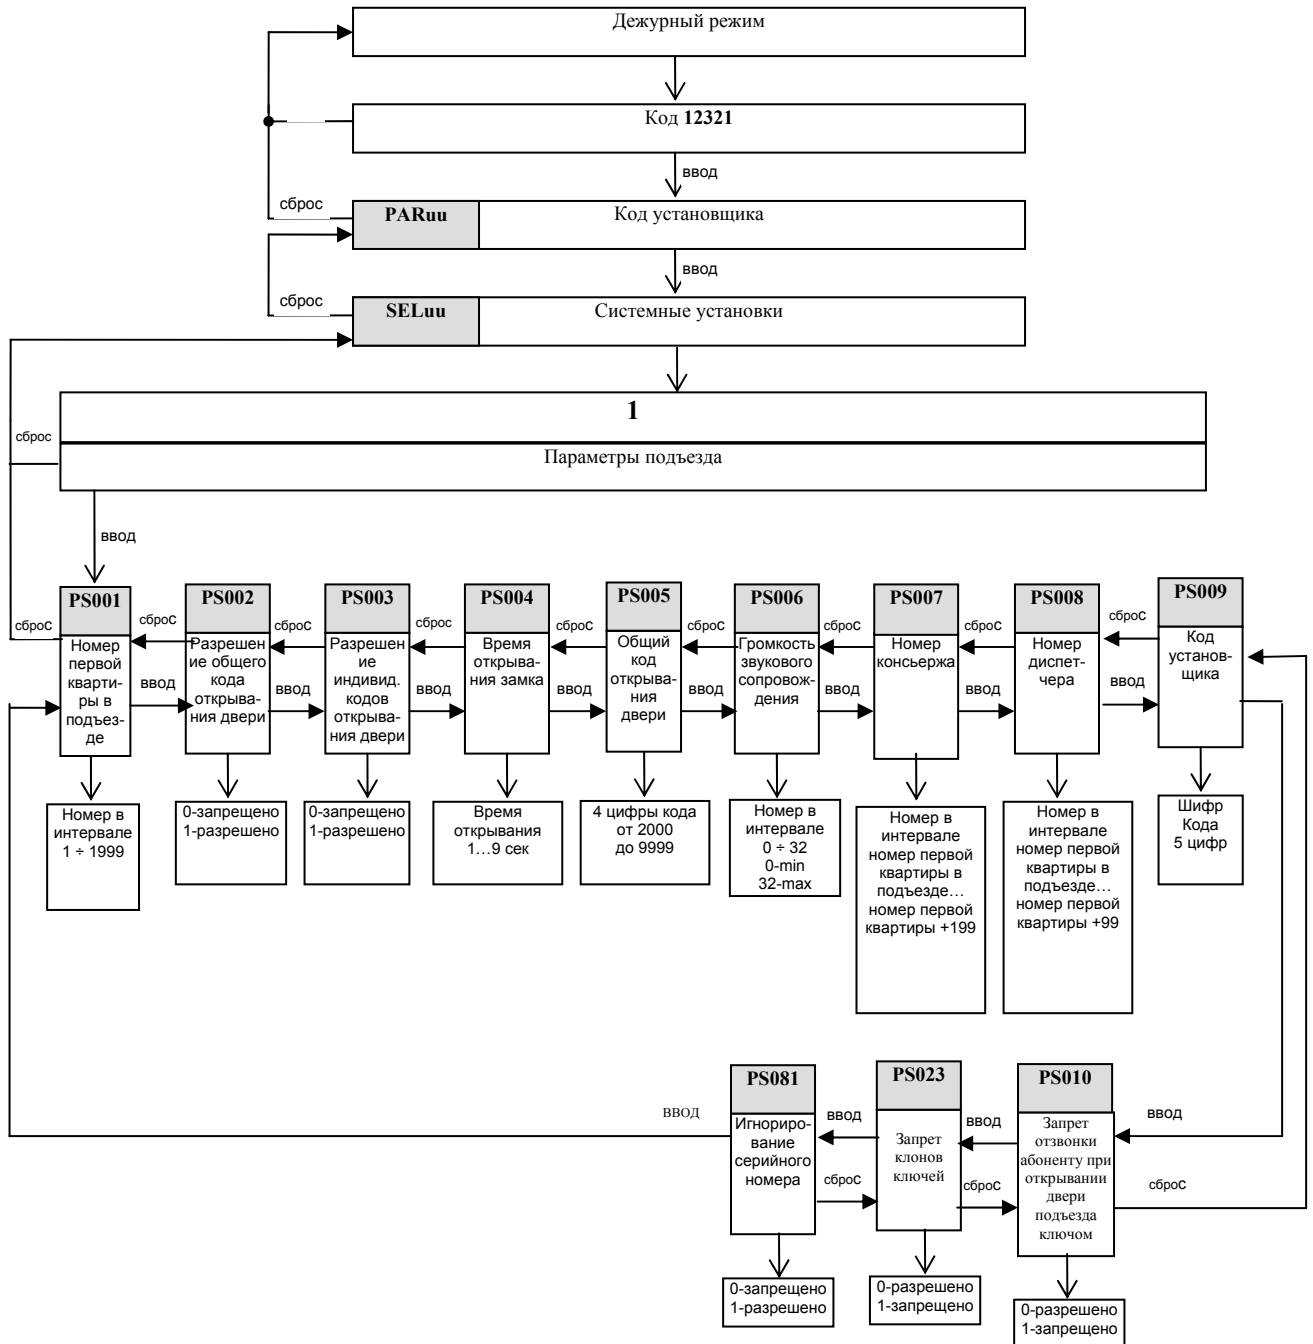 Дежурный режим
Код 12321
ввод
сброс
PARuu
Код установщика
ввод
сброс
SELuu
Системные установки
1
сброс
Параметры подъезда
ввод
PS001
PS002
PS003
PS004
PS005
PS006
PS007
PS008
PS009
сброС
сброС
сброС
сброс
сброС
сброС
сброС
сброС
сброС
ввод
ввод
ввод
ввод
ввод
ввод
ввод
ввод
Номер
первой
кварти-
ры в
подъез-
де
Разрешен
ие общего
кода
открыва-
ния двери
Разрешен
ие
индивид.
кодов
открыва-
ния двери
Время
открыва-
ния замка
Общий
код
открыва-
ния
двери
Громкость
звукового
сопровож-
дения
Номер
консьержа
Номер
диспет-
чера
Код
установ-
щика
Номер в
интервале
1 ÷ 1999
0-запрещено
1-разрешено
0-запрещено
1-разрешено
Время
открывания
1...9 сек
4 цифры кода
от 2000
до 9999
Номер в
интервале
0 ÷ 32
0-min
32-max
Номер в
интервале
номер первой
квартиры в
подъезде...
номер первой
квартиры +199
Номер в
интервале
номер первой
квартиры в
подъезде...
номер первой
квартиры +99
Шифр
Кода
5 цифр
PS081
PS023
PS010
ввод
ввод
ввод
ввод
Игнориро-
вание
серийного
номера
Запрет
клонов
ключей
Запрет
отзвонки
абоненту при
открывании
двери
подъезда
ключом
сброС
сброС
сброС
0-запрещено
1-разрешено
0-разрешено
1-запрещено
0-разрешено
1-запрещено